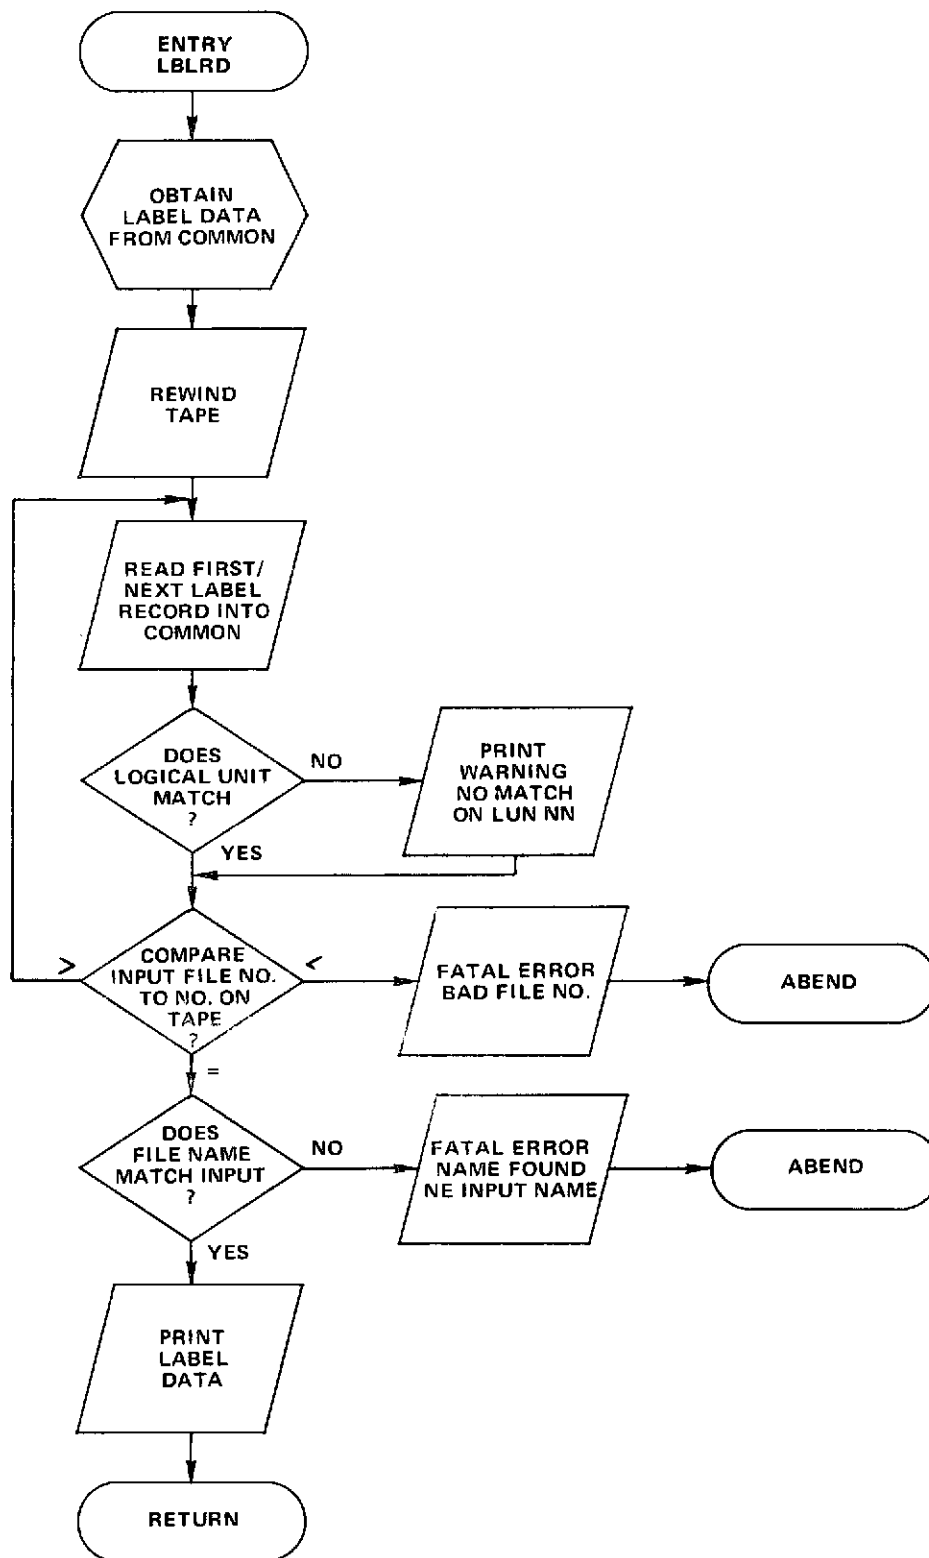 ENTRY
LBLRD
OBTAIN
LABEL DATA
FROM COMMON
REWIND
TAPE
READ FIRST/
NEXT LABEL
RECORD INTO
COMMON
DOES
LOGICAL UNIT
MATCH
?
NO
PRINT
WARNING
NO MATCH
ON LUN NN
YES
>
COMPARE
INPUT FILE NO.
TO NO. ON
TAPE
?
<
FATAL ERROR
BAD FILE NO.
ABEND
=
DOES
FILE NAME
MATCH INPUT
?
NO
FATAL ERROR
NAME FOUND
NE INPUT NAME
ABEND
YES
PRINT
LABEL
DATA
RETURN